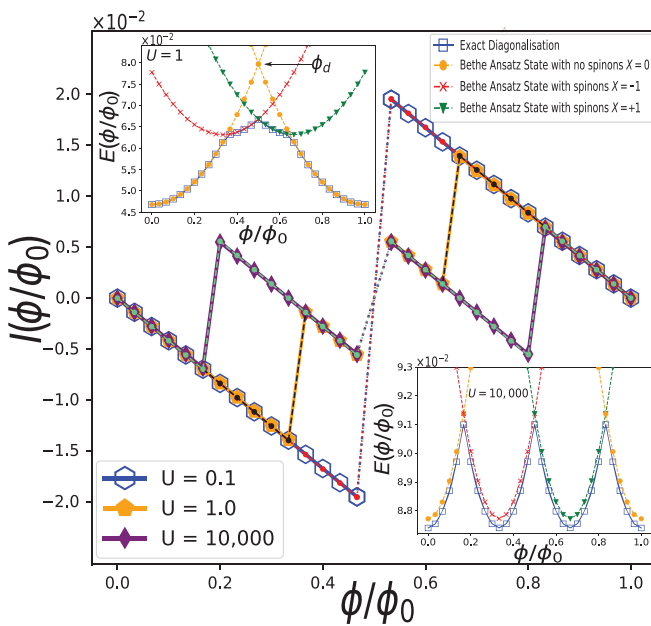 ×10⁻²
I(ϕ/ϕ₀)
2.0
1.5
1.0
0.5
0.0
−0.5
−1.0
−1.5
−2.0
0.0 0.2 0.4 0.6 0.8 1.0
ϕ/ϕ₀
×10⁻²
U = 1
E(ϕ/ϕ₀)
8.0
7.5
7.0
6.5
6.0
5.5
5.0
4.5
ϕd
0.0 0.2 0.4 0.6 0.8 1.0
ϕ/ϕ₀
Exact Diagonalisation
Bethe Ansatz State with no spinons X = 0
Bethe Ansatz State with spinons X = −1
Bethe Ansatz State with spinons X = +1
×10⁻²
U = 10,000
E(ϕ/ϕ₀)
9.3
9.2
9.1
9.0
8.9
8.8
0.0 0.2 0.4 0.6 0.8 1.0
ϕ/ϕ₀
U = 0.1
U = 1.0
U = 10,000